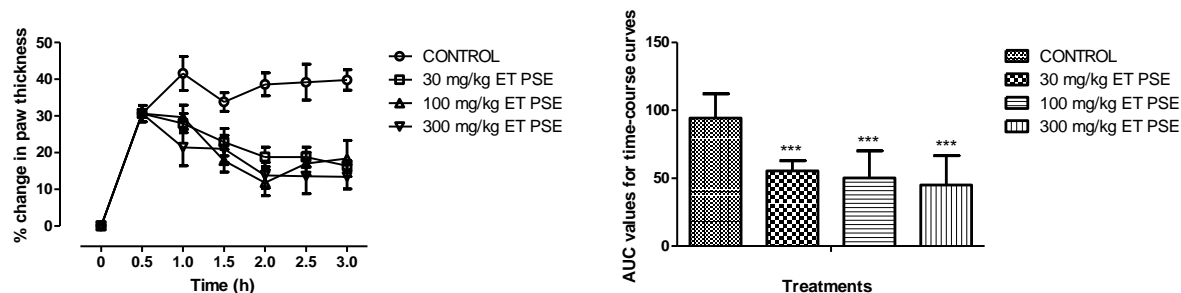 % change in paw thickness
50
40
30
20
10
0
0 0.5 1.0 1.5 2.0 2.5 3.0
Time (h)
CONTROL
30 mg/kg ET PSE
100 mg/kg ET PSE
300 mg/kg ET PSE
AUC values for time-course curves
150
100
50
0
*** *** ***
Treatments
CONTROL
30 mg/kg ET PSE
100 mg/kg ET PSE
300 mg/kg ET PSE